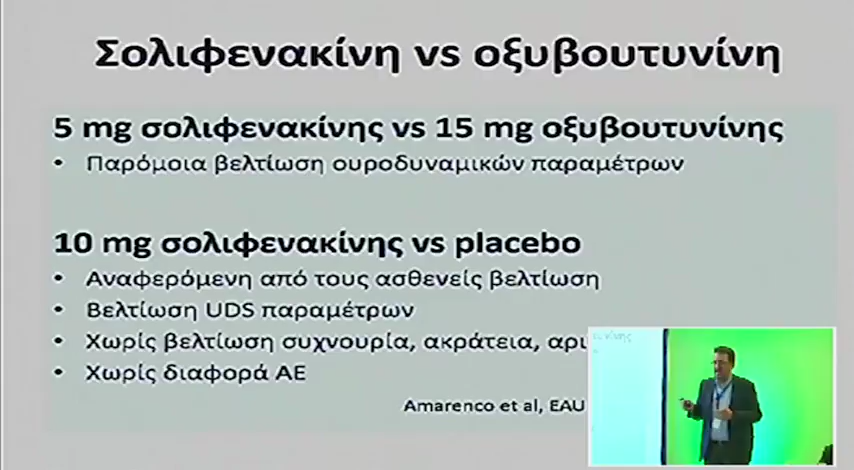 Σολιφενακίνη vs οξυβουτυνίνη
5 mg σολιφενακίνης vs 15 mg οξυβουτυνίνης
• Παρόμοια βελτίωση ουροδυναμικών παραμέτρων
10 mg σολιφενακίνης vs placebo
• Αναφερόμενη από τους ασθενείς βελτίωση
• Βελτίωση UDS παραμέτρων
• Χωρίς βελτίωση συχνουρία, ακράτεια,
• Χωρίς διαφορά ΑΕ
Amarenco et al, EAU